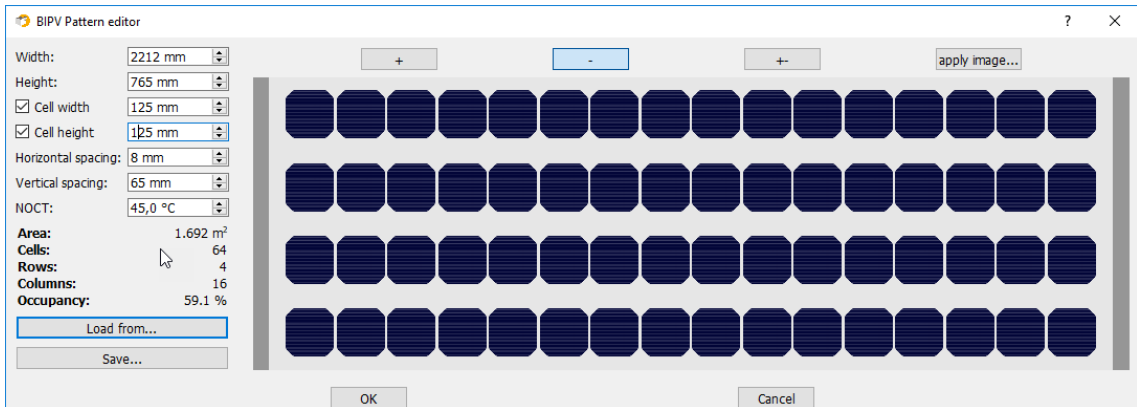 BIPV Pattern editor ? ×
Width: 2212 mm
+ - +- apply image...
Height: 765 mm
Cell width 125 mm
Cell height 125 mm
Horizontal spacing: 8 mm
Vertical spacing: 65 mm
NOCT: 45,0 °C
Area: 1.692 m²
Cells: 64
Rows: 4
Columns: 16
Occupancy: 59.1 %
Load from...
Save...
OK Cancel